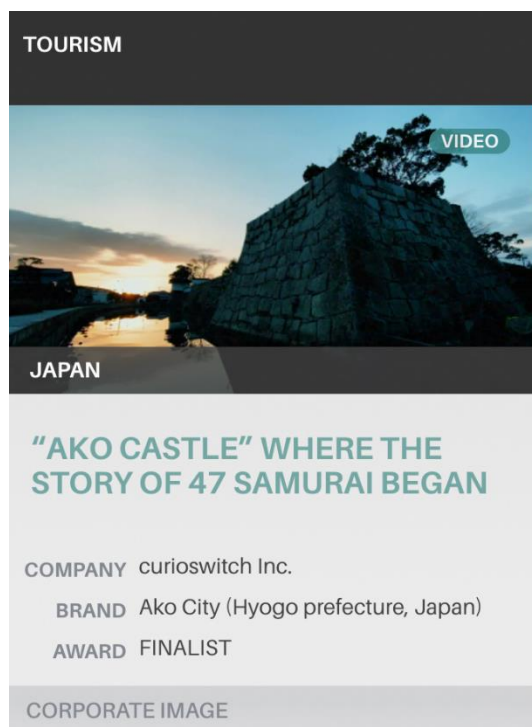 TOURISM
VIDEO
JAPAN
“AKO CASTLE” WHERE THE
STORY OF 47 SAMURAI BEGAN
COMPANY curioswitch Inc.
BRAND Ako City (Hyogo prefecture, Japan)
AWARD FINALIST
CORPORATE IMAGE